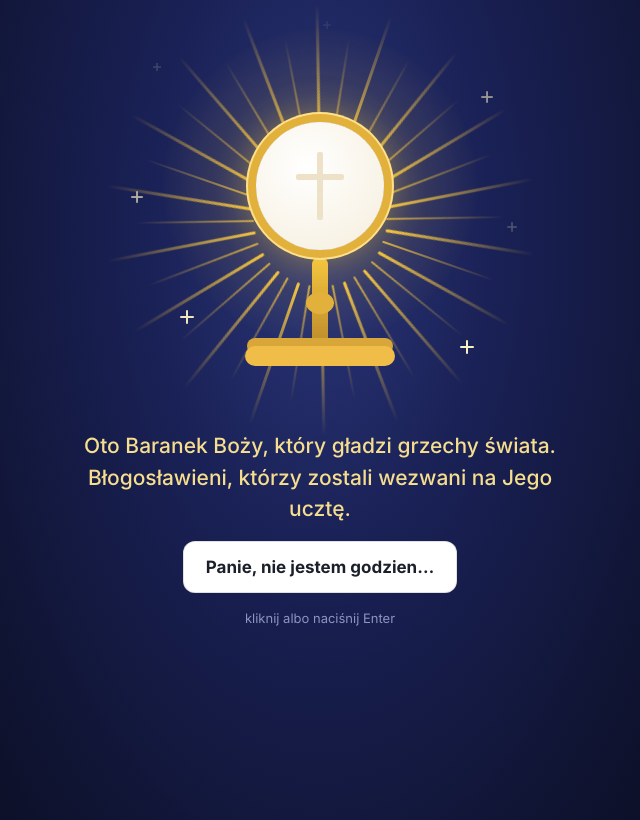 Oto Baranek Boży, który gładzi grzechy świata.
Błogosławieni, którzy zostali wezwani na Jego
ucztę.
Panie, nie jestem godzien…
kliknij albo naciśnij Enter